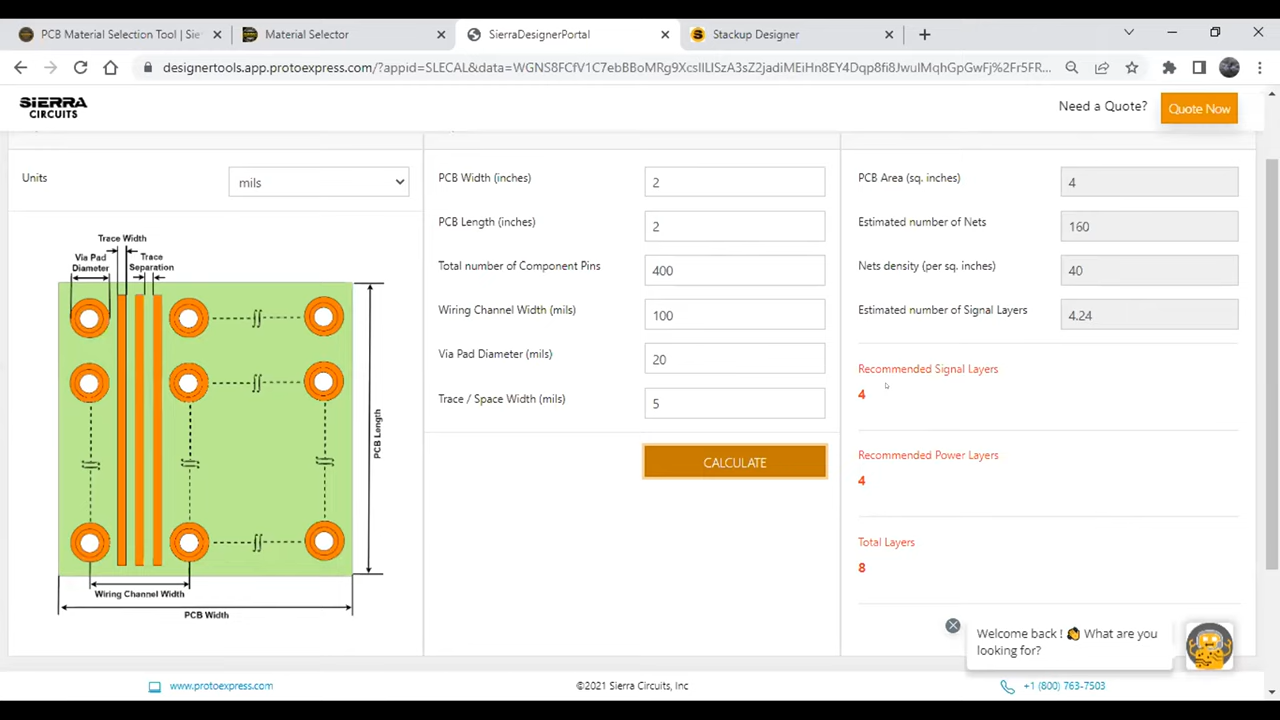 PCB Material Selection Tool | Sie
Material Selector
SierraDesignerPortal
Stackup Designer
designertools.app.protoexpress.com/?appid=SLECAL&data=
SIERRA
CIRCUITS
Need a Quote?
Quote Now
Units
mils
Trace Width
Via Pad
Diameter
Trace
Separation
PCB Length
Wiring Channel Width
PCB Width
PCB Width (inches)
2
PCB Length (inches)
2
Total number of Component Pins
400
Wiring Channel Width (mils)
100
Via Pad Diameter (mils)
20
Trace / Space Width (mils)
5
CALCULATE
PCB Area (sq. inches)
4
Estimated number of Nets
160
Nets density (per sq. inches)
40
Estimated number of Signal Layers
4.24
Recommended Signal Layers
4
Recommended Power Layers
4
Total Layers
8
Welcome back ! 👋 What are you
looking for?
www.protoexpress.com
©2021 Sierra Circuits, Inc
+1 (800) 763-7503